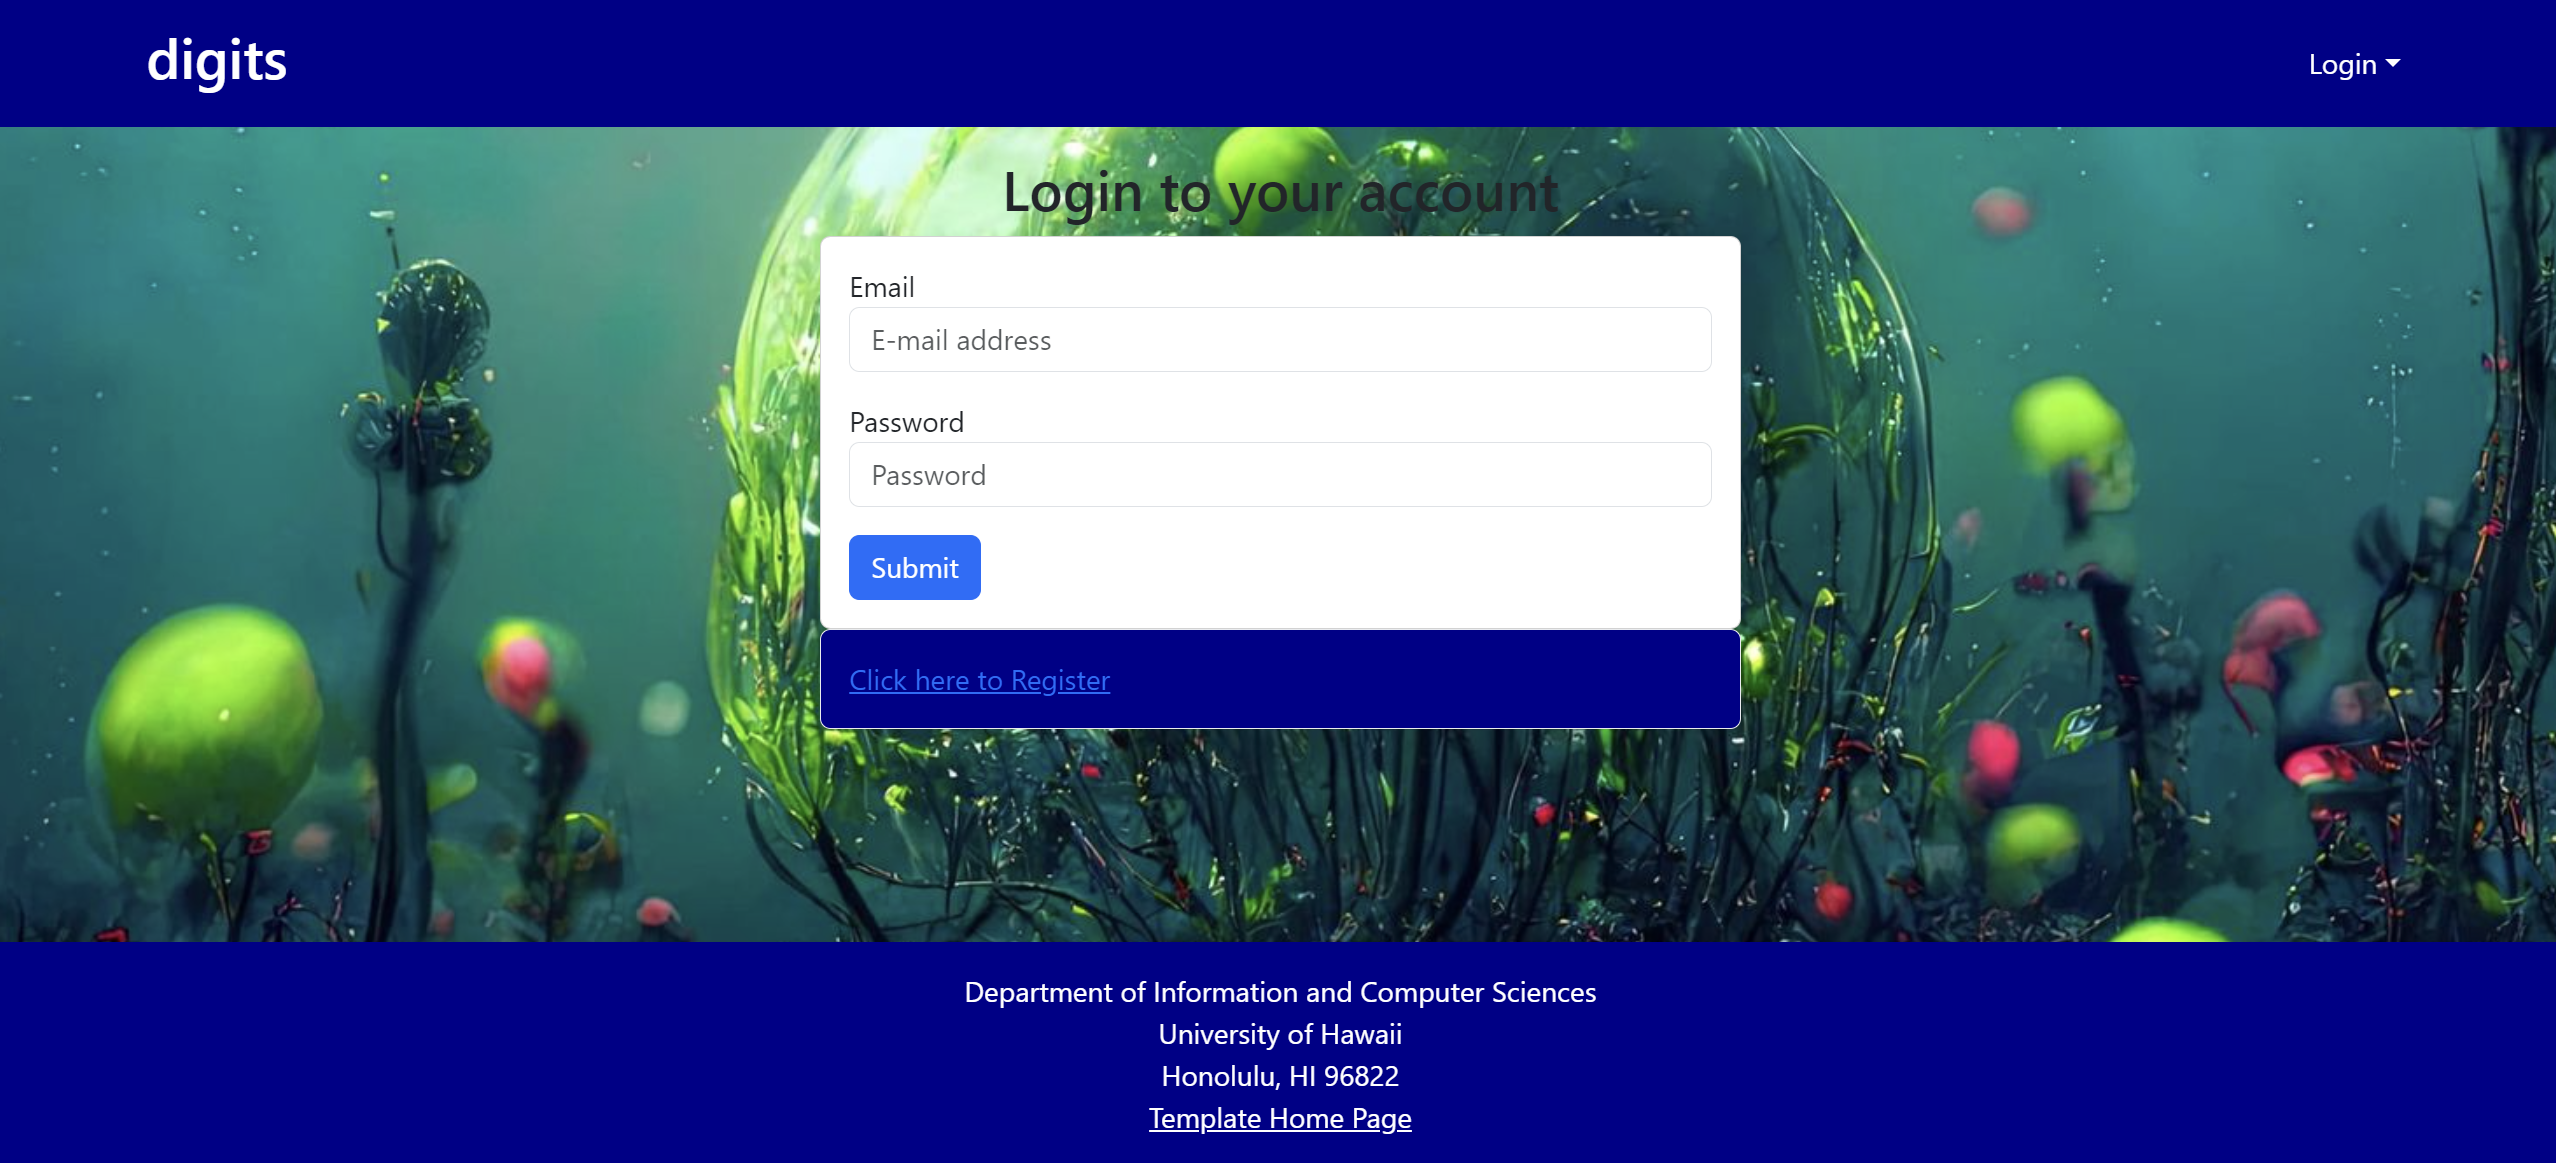 digits
Login
Login to your account
Email
E-mail address
Password
Password
Submit
Click here to Register
Department of Information and Computer Sciences
University of Hawaii
Honolulu, HI 96822
Template Home Page